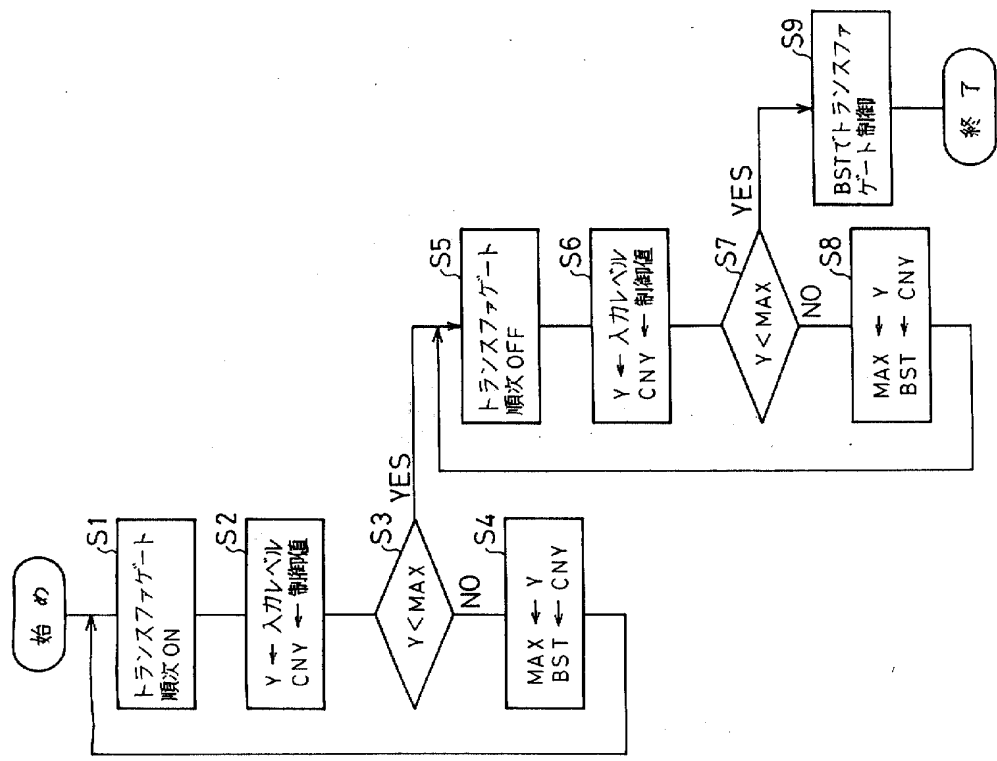 始め
S1
トランスファゲート
順次ON
S2
Y ← 入力レベル
CNY ← 制御値
S3
Y<MAX
YES
NO
S4
MAX ← Y
BST ← CNY
S5
トランスファゲート
順次OFF
S6
Y ← 入力レベル
CNY ← 制御値
S7
Y<MAX
YES
NO
S8
MAX ← Y
BST ← CNY
S9
BSTでトランスファ
ゲート制御
終了